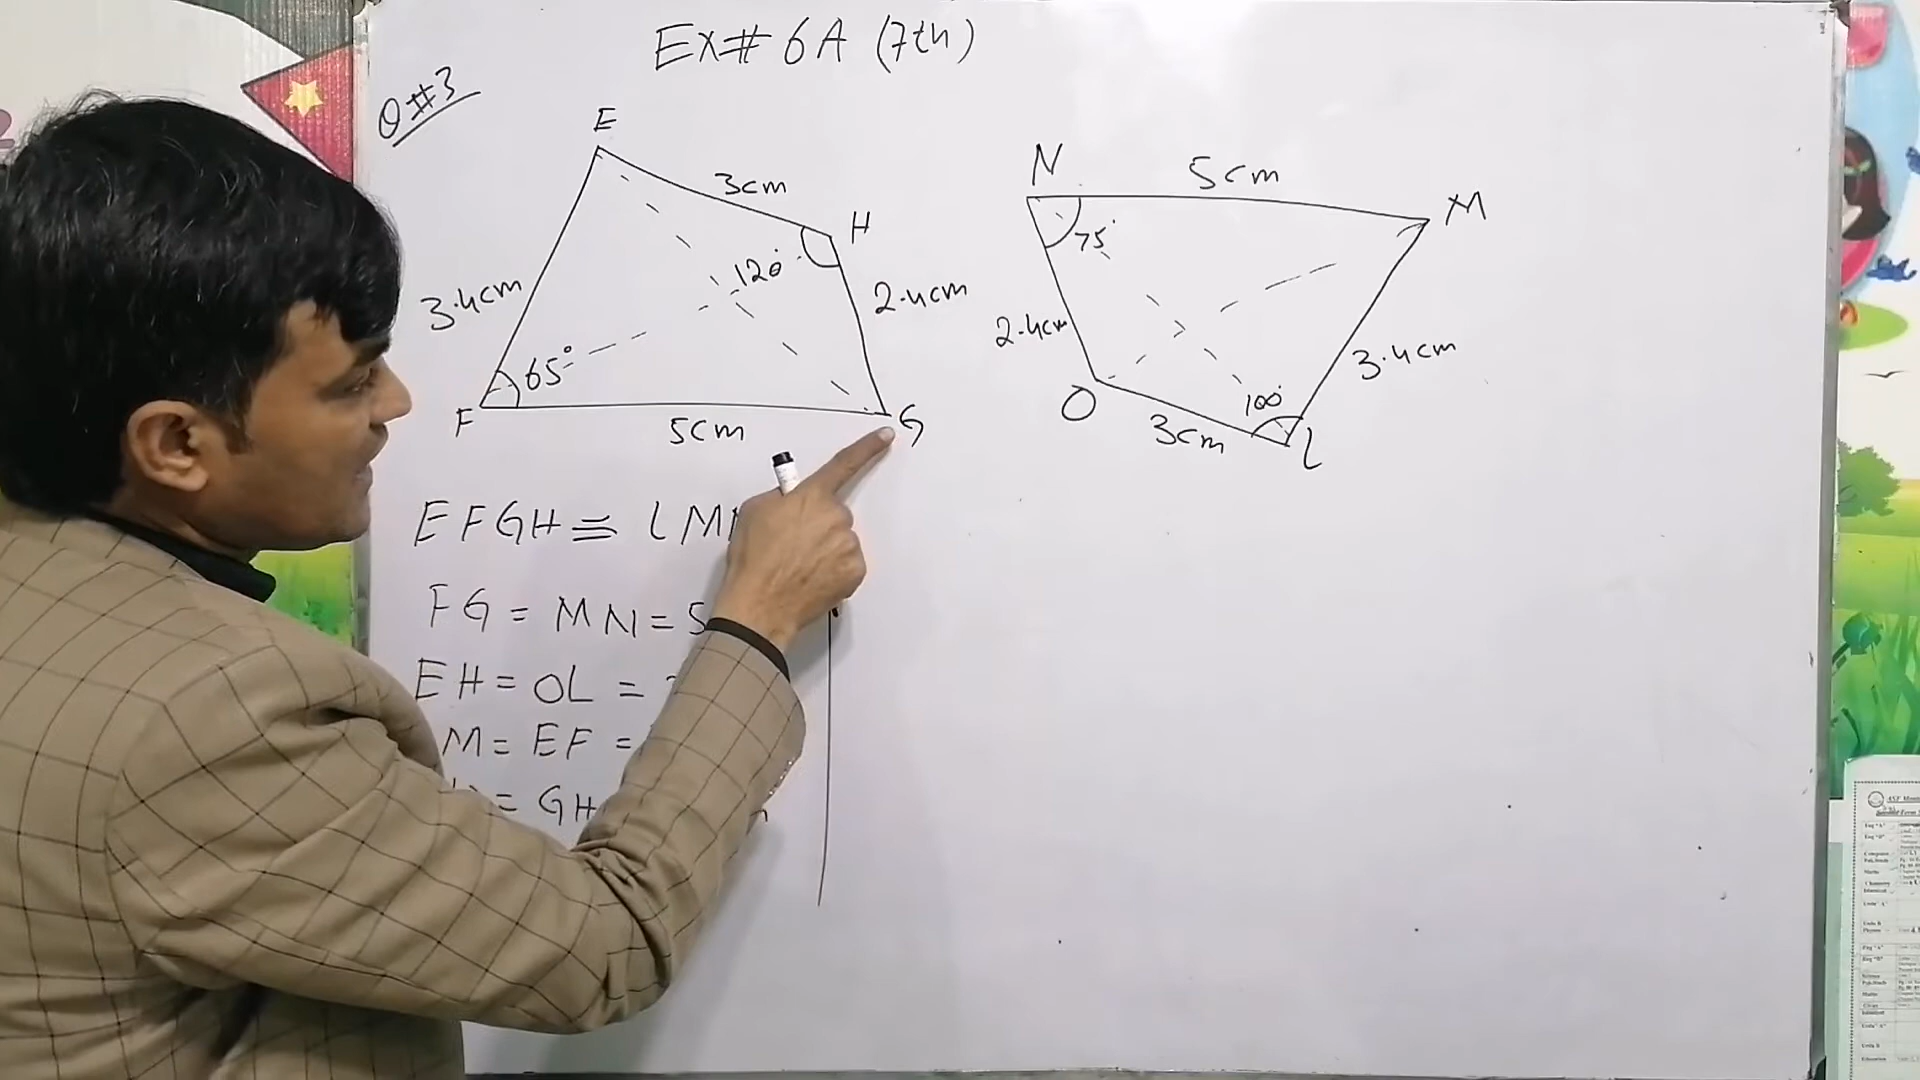 Ex# 6A (7th)
Q#3
E
3cm
H
120°
3.4cm
2.4cm
65°
F
5cm
G
N
5cm
M
75°
2.4cm
3.4cm
O
3cm
100°
L
EFGH ≅ LM
FG = MN = 5
EH = OL =
M = EF =
= GH